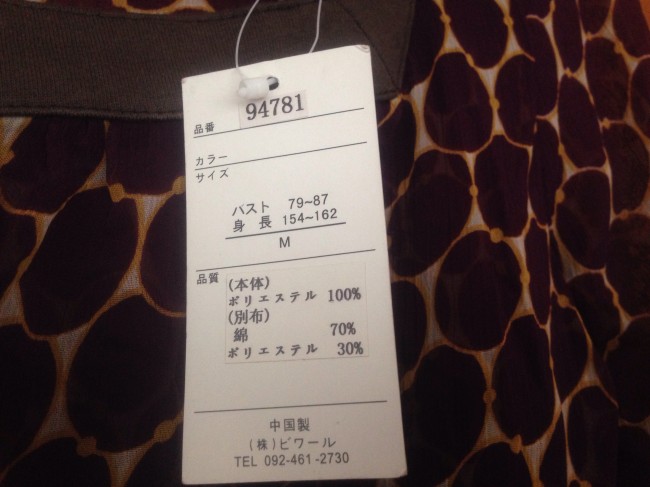 品番 94781
カラー
サイズ
バスト 79~87
身長 154~162
M
品質
(本体)
ポリエステル 100%
(別布)
綿 70%
ポリエステル 30%
中国製
(株)ビワール
TEL 092-461-2730